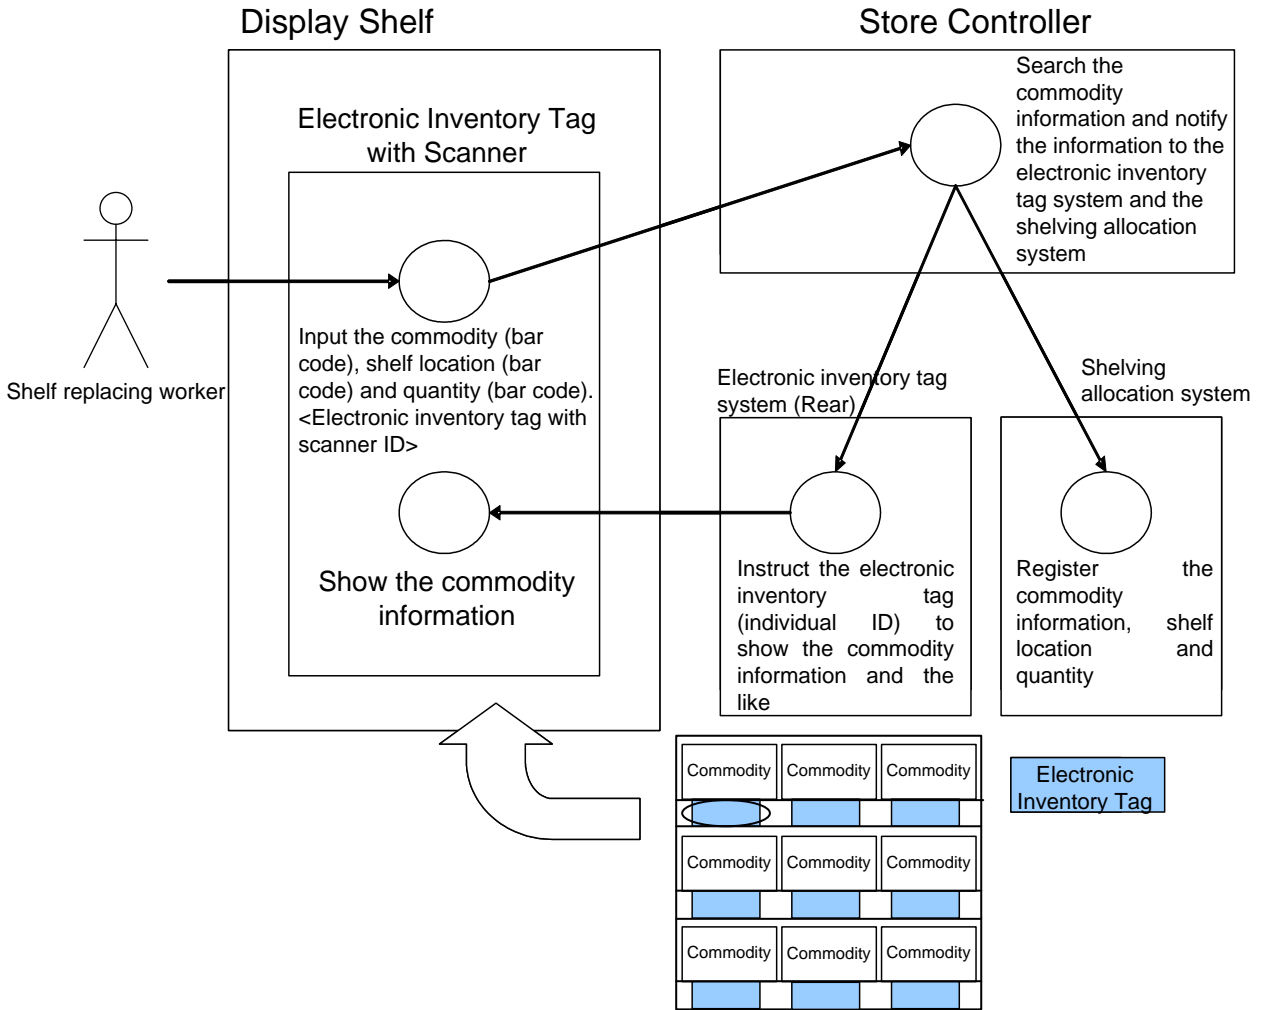 Display Shelf
Store Controller
Search the
commodity
information and notify
the information to the
electronic inventory
tag system and the
shelving allocation
system
Electronic Inventory Tag
with Scanner
Input the commodity (bar
code), shelf location (bar
code) and quantity (bar code).
<Electronic inventory tag with
scanner ID>
Shelf replacing worker
Electronic inventory tag
system (Rear)
Shelving
allocation system
Show the commodity
information
Instruct the electronic
inventory tag
(individual ID) to
show the commodity
information and the
like
Register the
commodity
information, shelf
location and
quantity
Commodity Commodity Commodity
Electronic
Inventory Tag
Commodity Commodity Commodity
Commodity Commodity Commodity